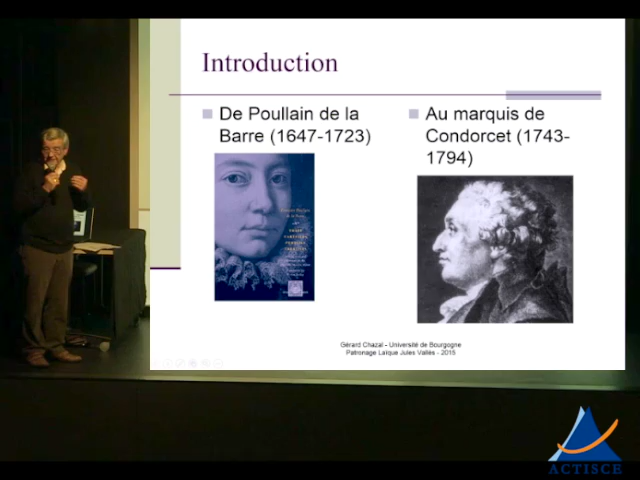 Introduction
De Poullain de la
Barre (1647-1723)
Au marquis de
Condorcet (1743-
1794)
Gérard Chazal - Université de Bourgogne
Patronage Laïque Jules Vallès - 2015
ACTISCE